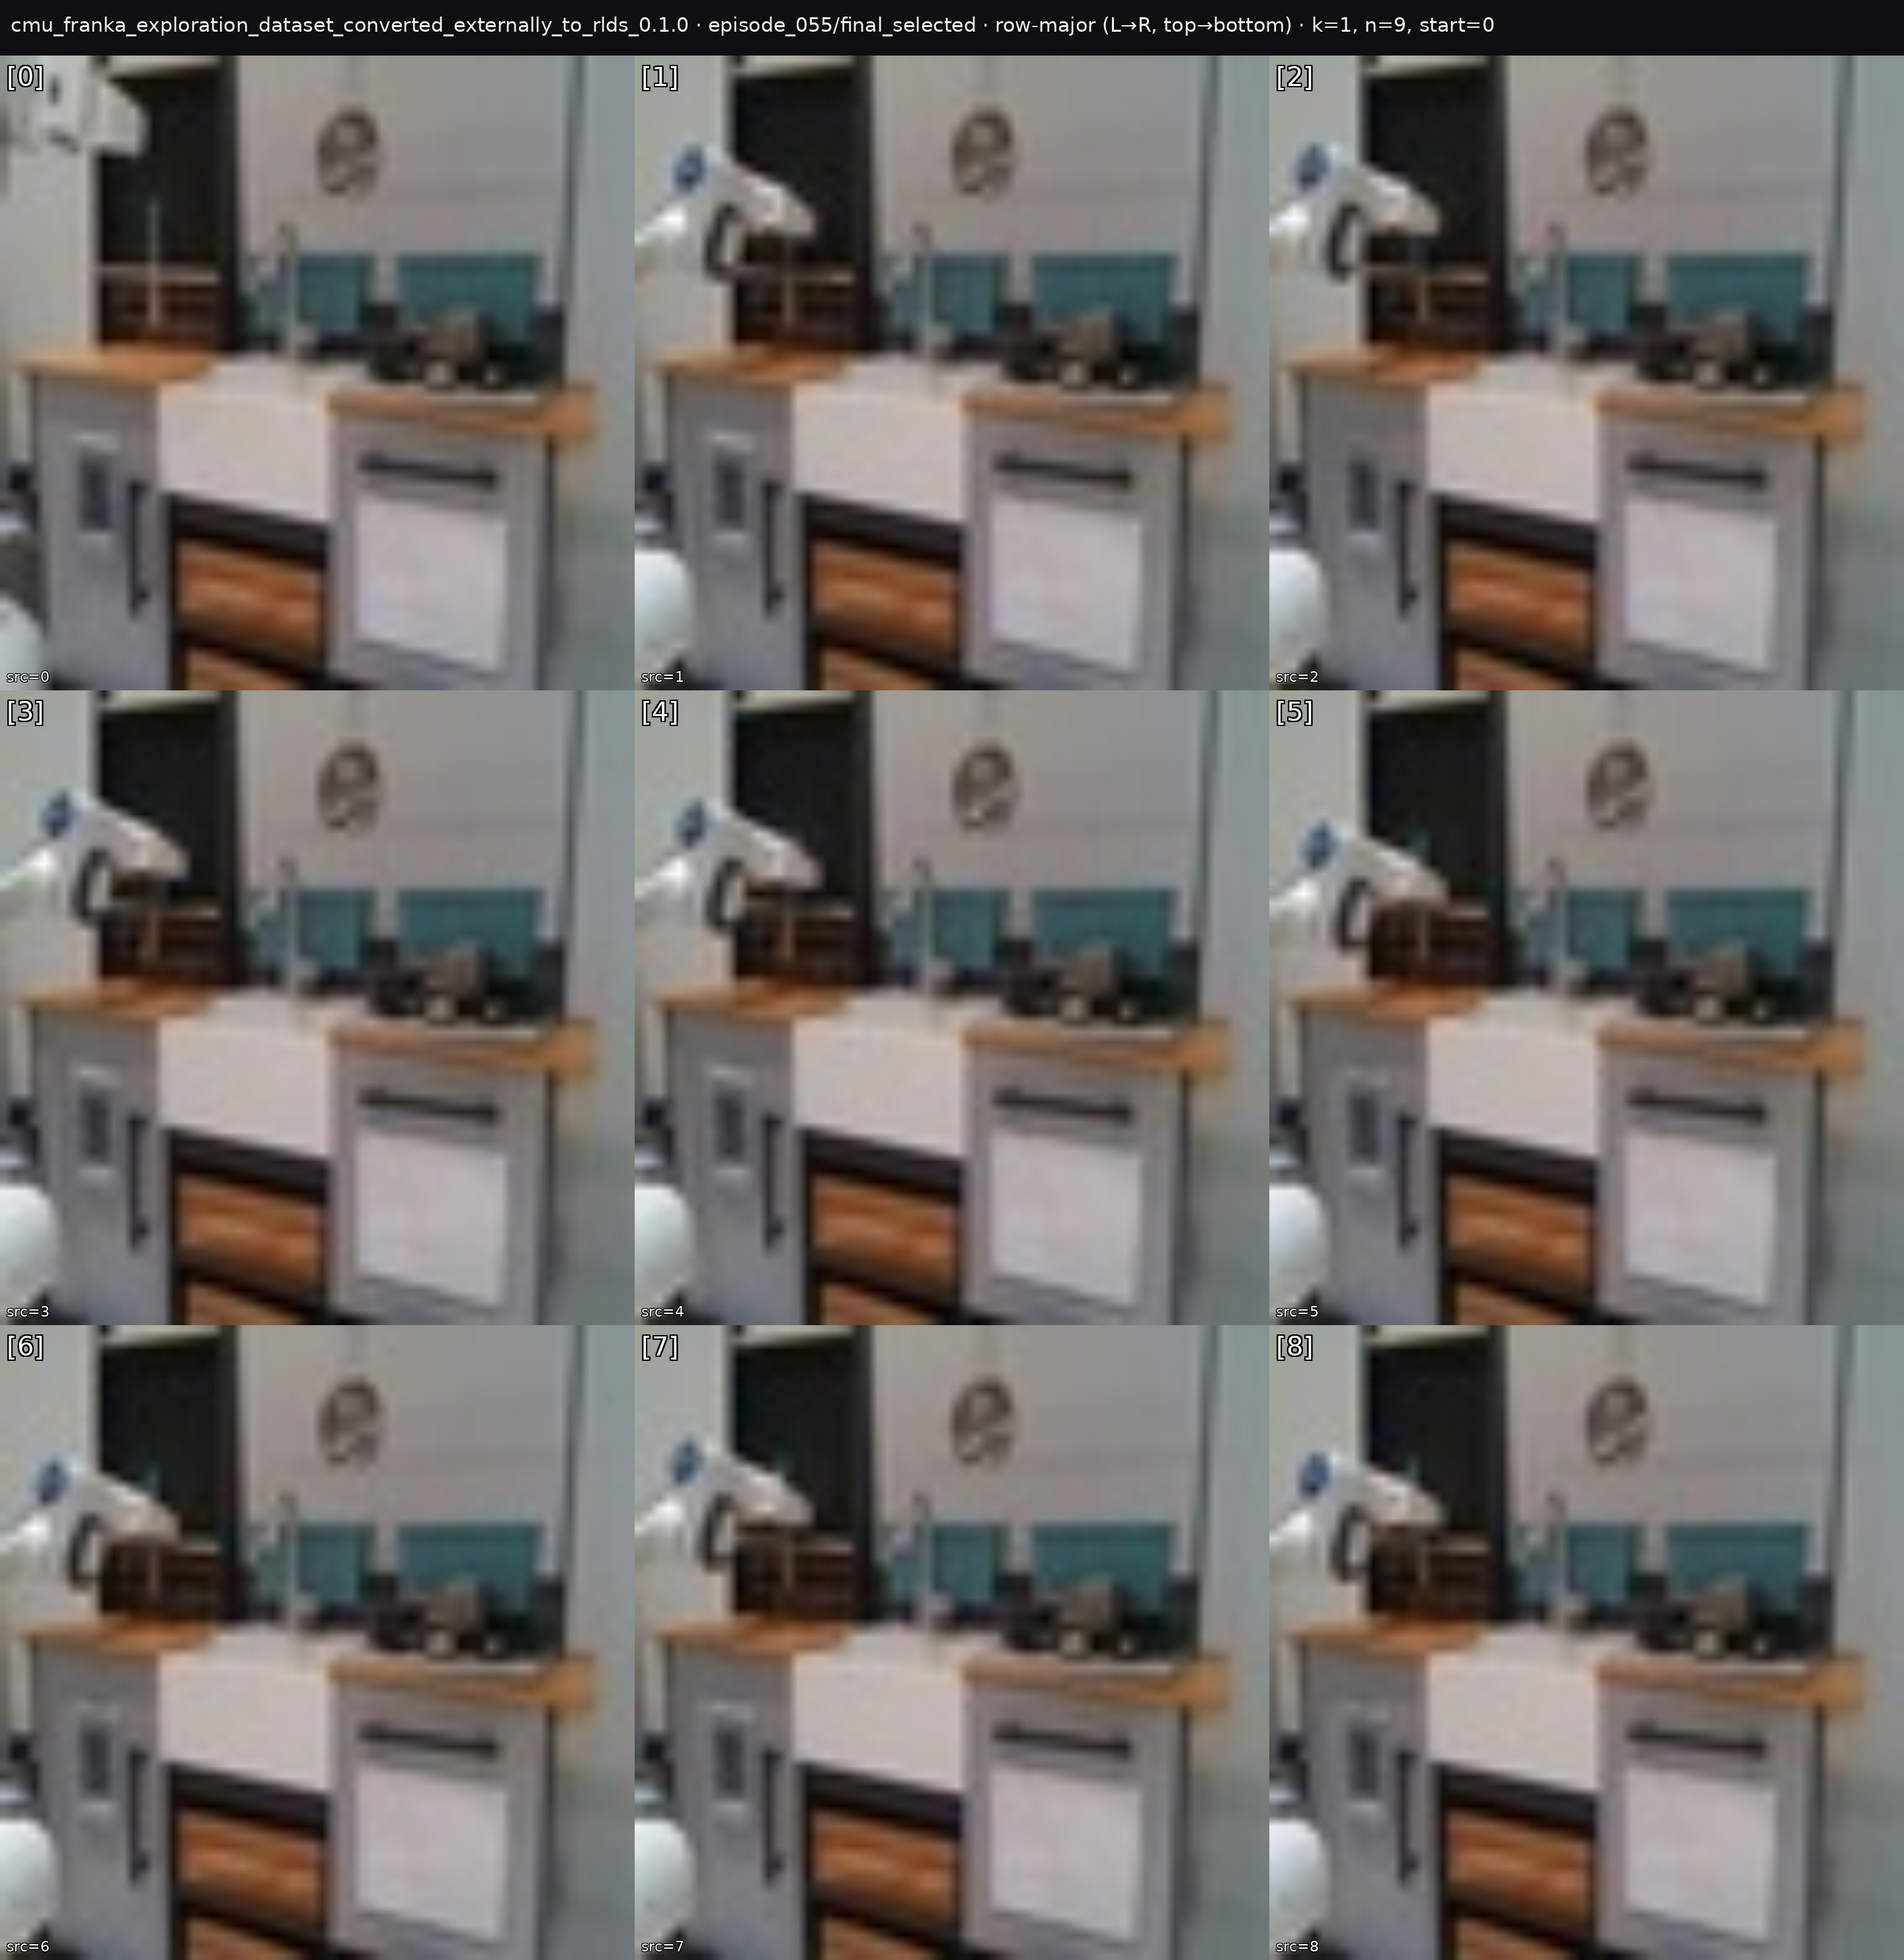 cmu_franka_exploration_dataset_converted_externally_to_rlds_0.1.0 · episode_055/final_selected · row-major (L→R, top→bottom) · k=1, n=9, start=0
[0]
[1]
[2]
src=0
src=1
src=2
[3]
[4]
[5]
src=3
src=4
src=5
[6]
[7]
[8]
src=6
src=7
src=8